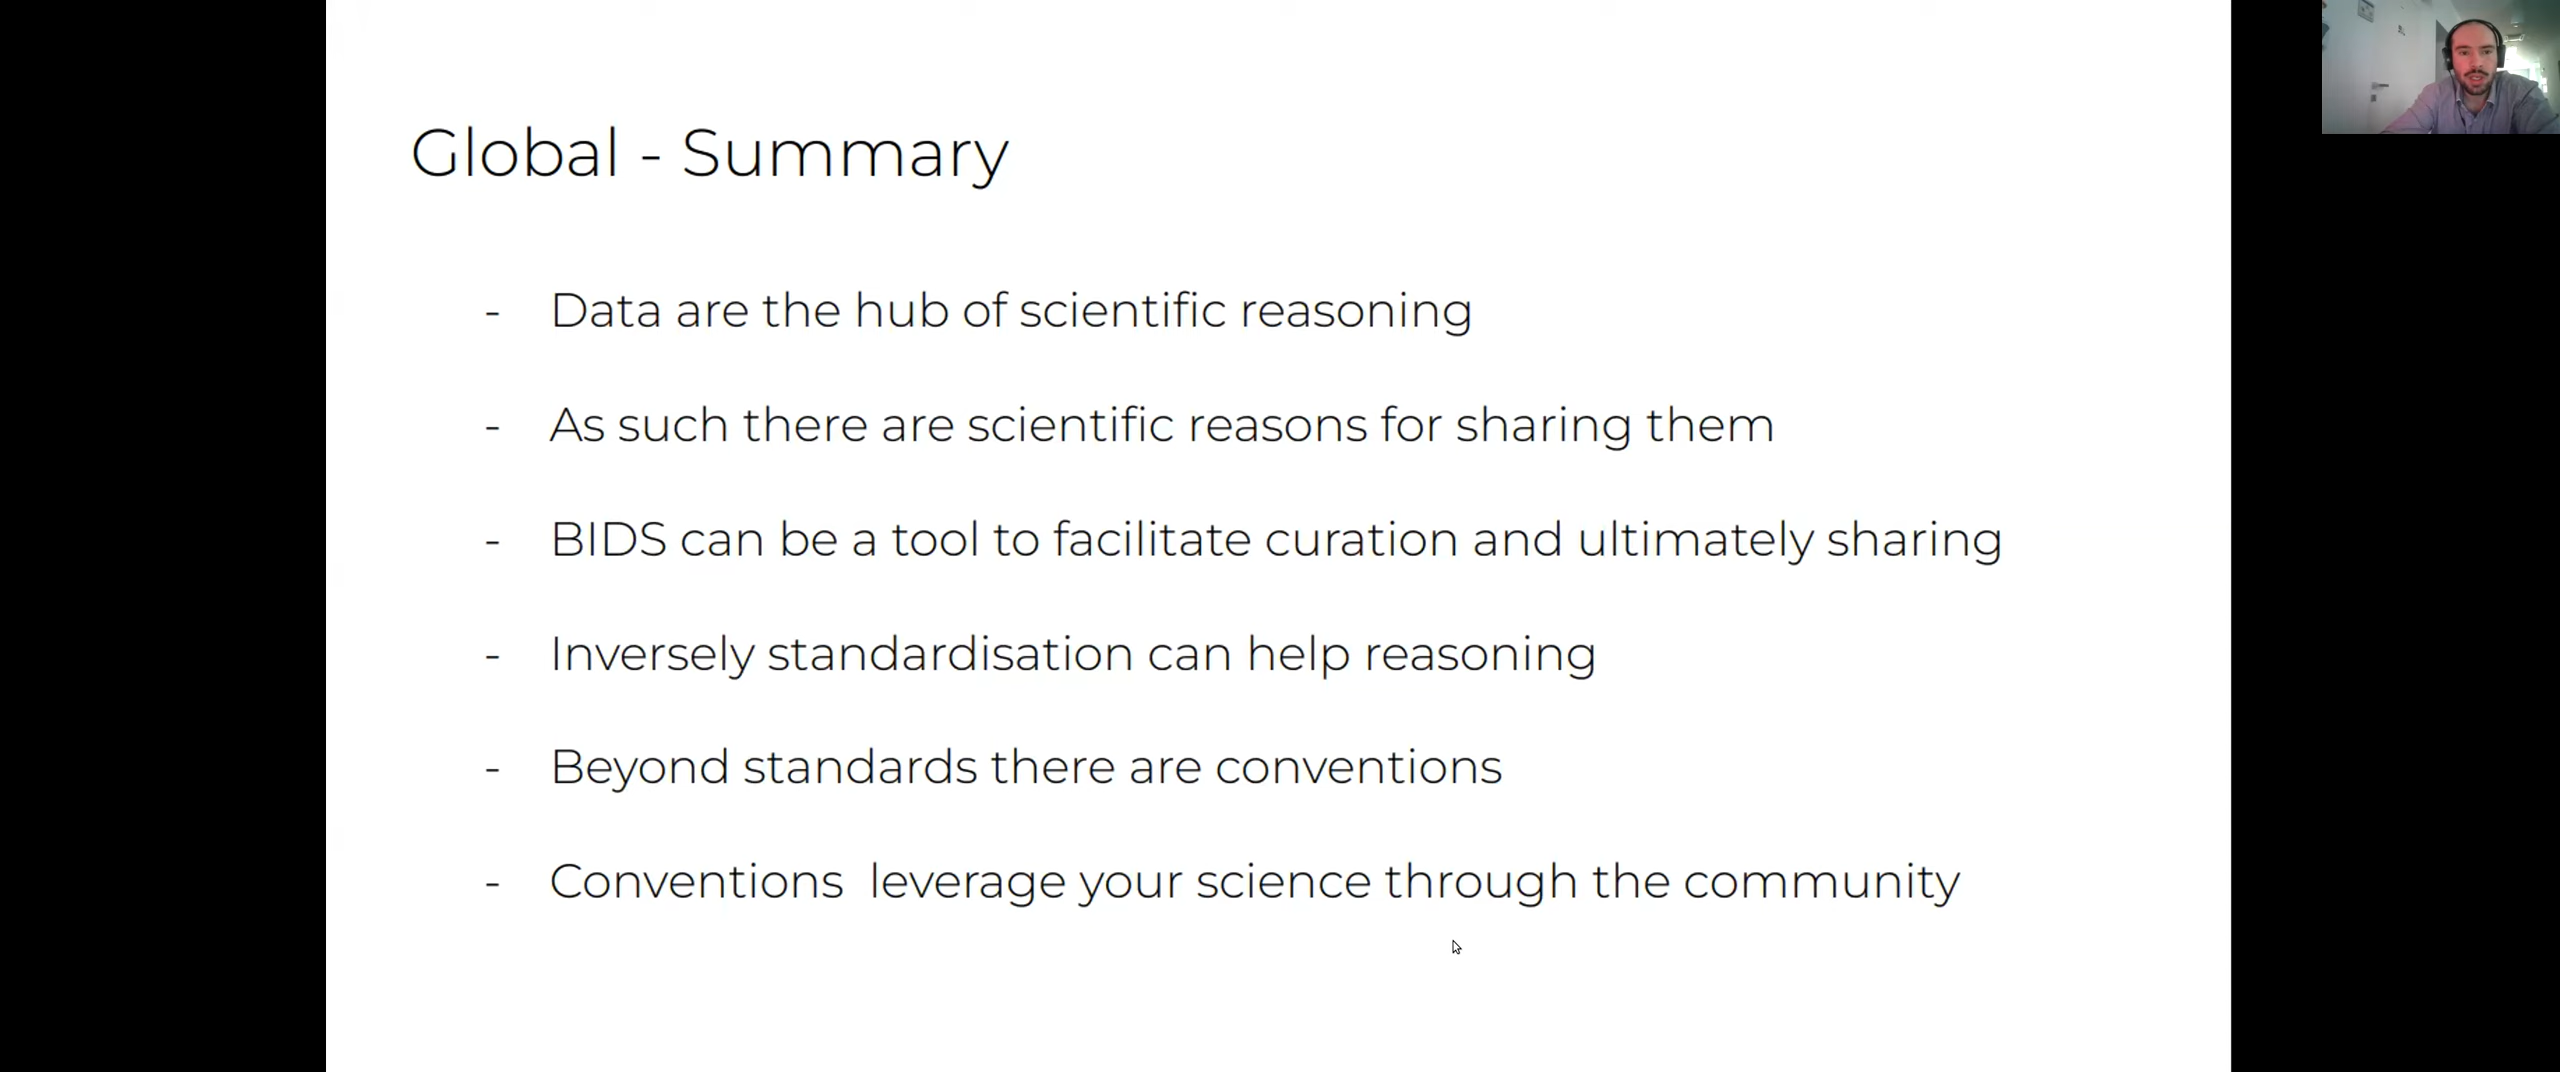 Global - Summary
- Data are the hub of scientific reasoning
- As such there are scientific reasons for sharing them
- BIDS can be a tool to facilitate curation and ultimately sharing
- Inversely standardisation can help reasoning
- Beyond standards there are conventions
- Conventions  leverage your science through the community